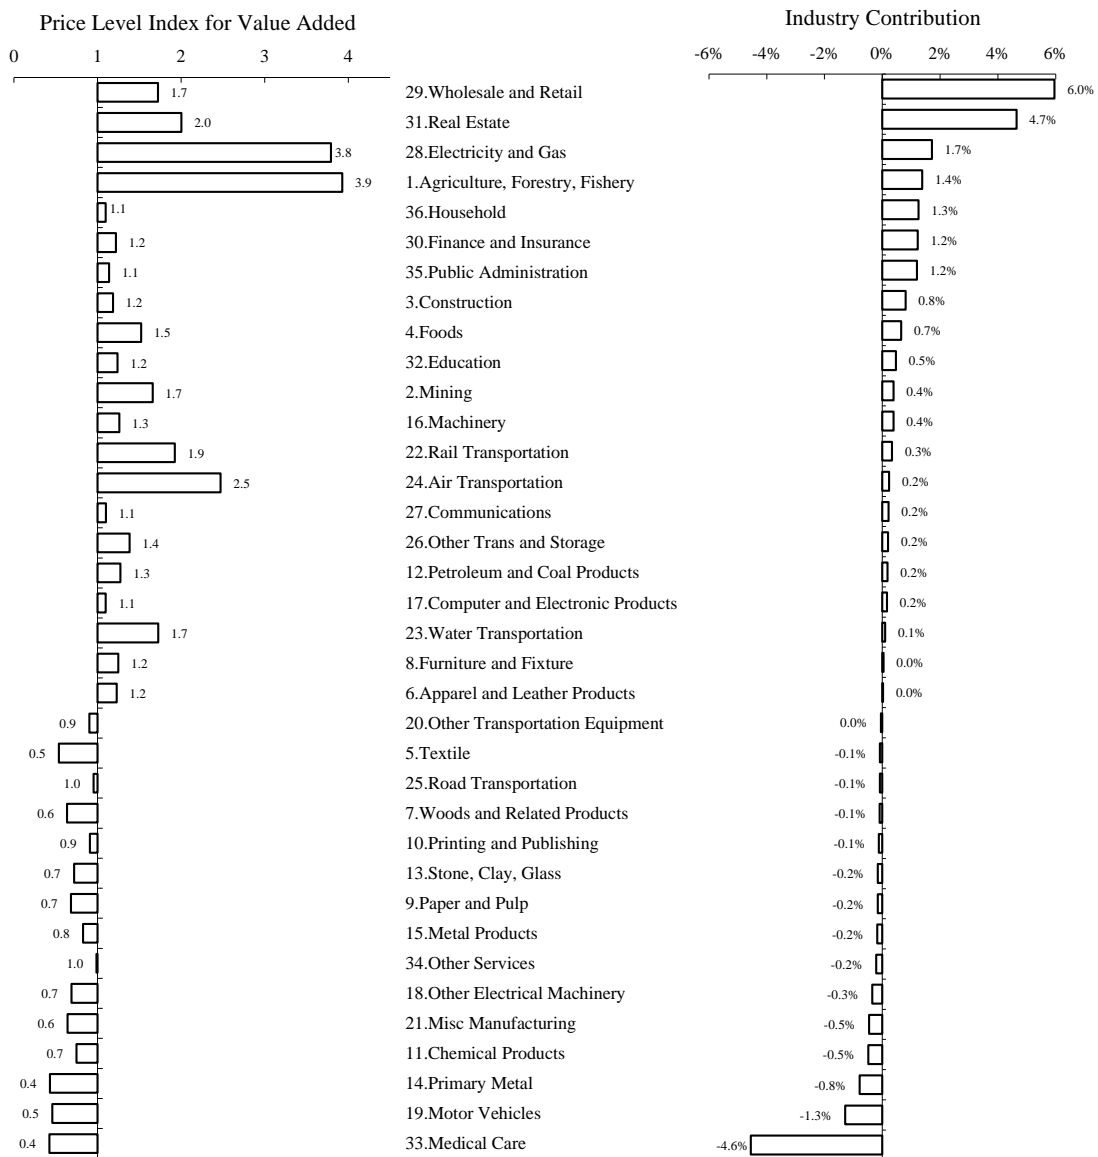 Price Level Index for Value Added Industry Contribution
0 1 2 3 4 -6% -4% -2% 0% 2% 4% 6%
1.7 29.Wholesale and Retail 6.0%
2.0 31.Real Estate 4.7%
3.8 28.Electricity and Gas 1.7%
3.9 1.Agriculture, Forestry, Fishery 1.4%
1.1 36.Household 1.3%
1.2 30.Finance and Insurance 1.2%
1.1 35.Public Administration 1.2%
1.2 3.Construction 0.8%
1.5 4.Foods 0.7%
1.2 32.Education 0.5%
1.7 2.Mining 0.4%
1.3 16.Machinery 0.4%
1.9 22.Rail Transportation 0.3%
2.5 24.Air Transportation 0.2%
1.1 27.Communications 0.2%
1.4 26.Other Trans and Storage 0.2%
1.3 12.Petroleum and Coal Products 0.2%
1.1 17.Computer and Electronic Products 0.2%
1.7 23.Water Transportation 0.1%
1.2 8.Furniture and Fixture 0.0%
1.2 6.Apparel and Leather Products 0.0%
0.9 20.Other Transportation Equipment 0.0%
0.5 5.Textile -0.1%
1.0 25.Road Transportation -0.1%
0.6 7.Woods and Related Products -0.1%
0.9 10.Printing and Publishing -0.1%
0.7 13.Stone, Clay, Glass -0.2%
0.7 9.Paper and Pulp -0.2%
0.8 15.Metal Products -0.2%
1.0 34.Other Services -0.2%
0.7 18.Other Electrical Machinery -0.3%
0.6 21.Misc Manufacturing -0.5%
0.7 11.Chemical Products -0.5%
0.4 14.Primary Metal -0.8%
0.5 19.Motor Vehicles -1.3%
0.4 33.Medical Care -4.6%